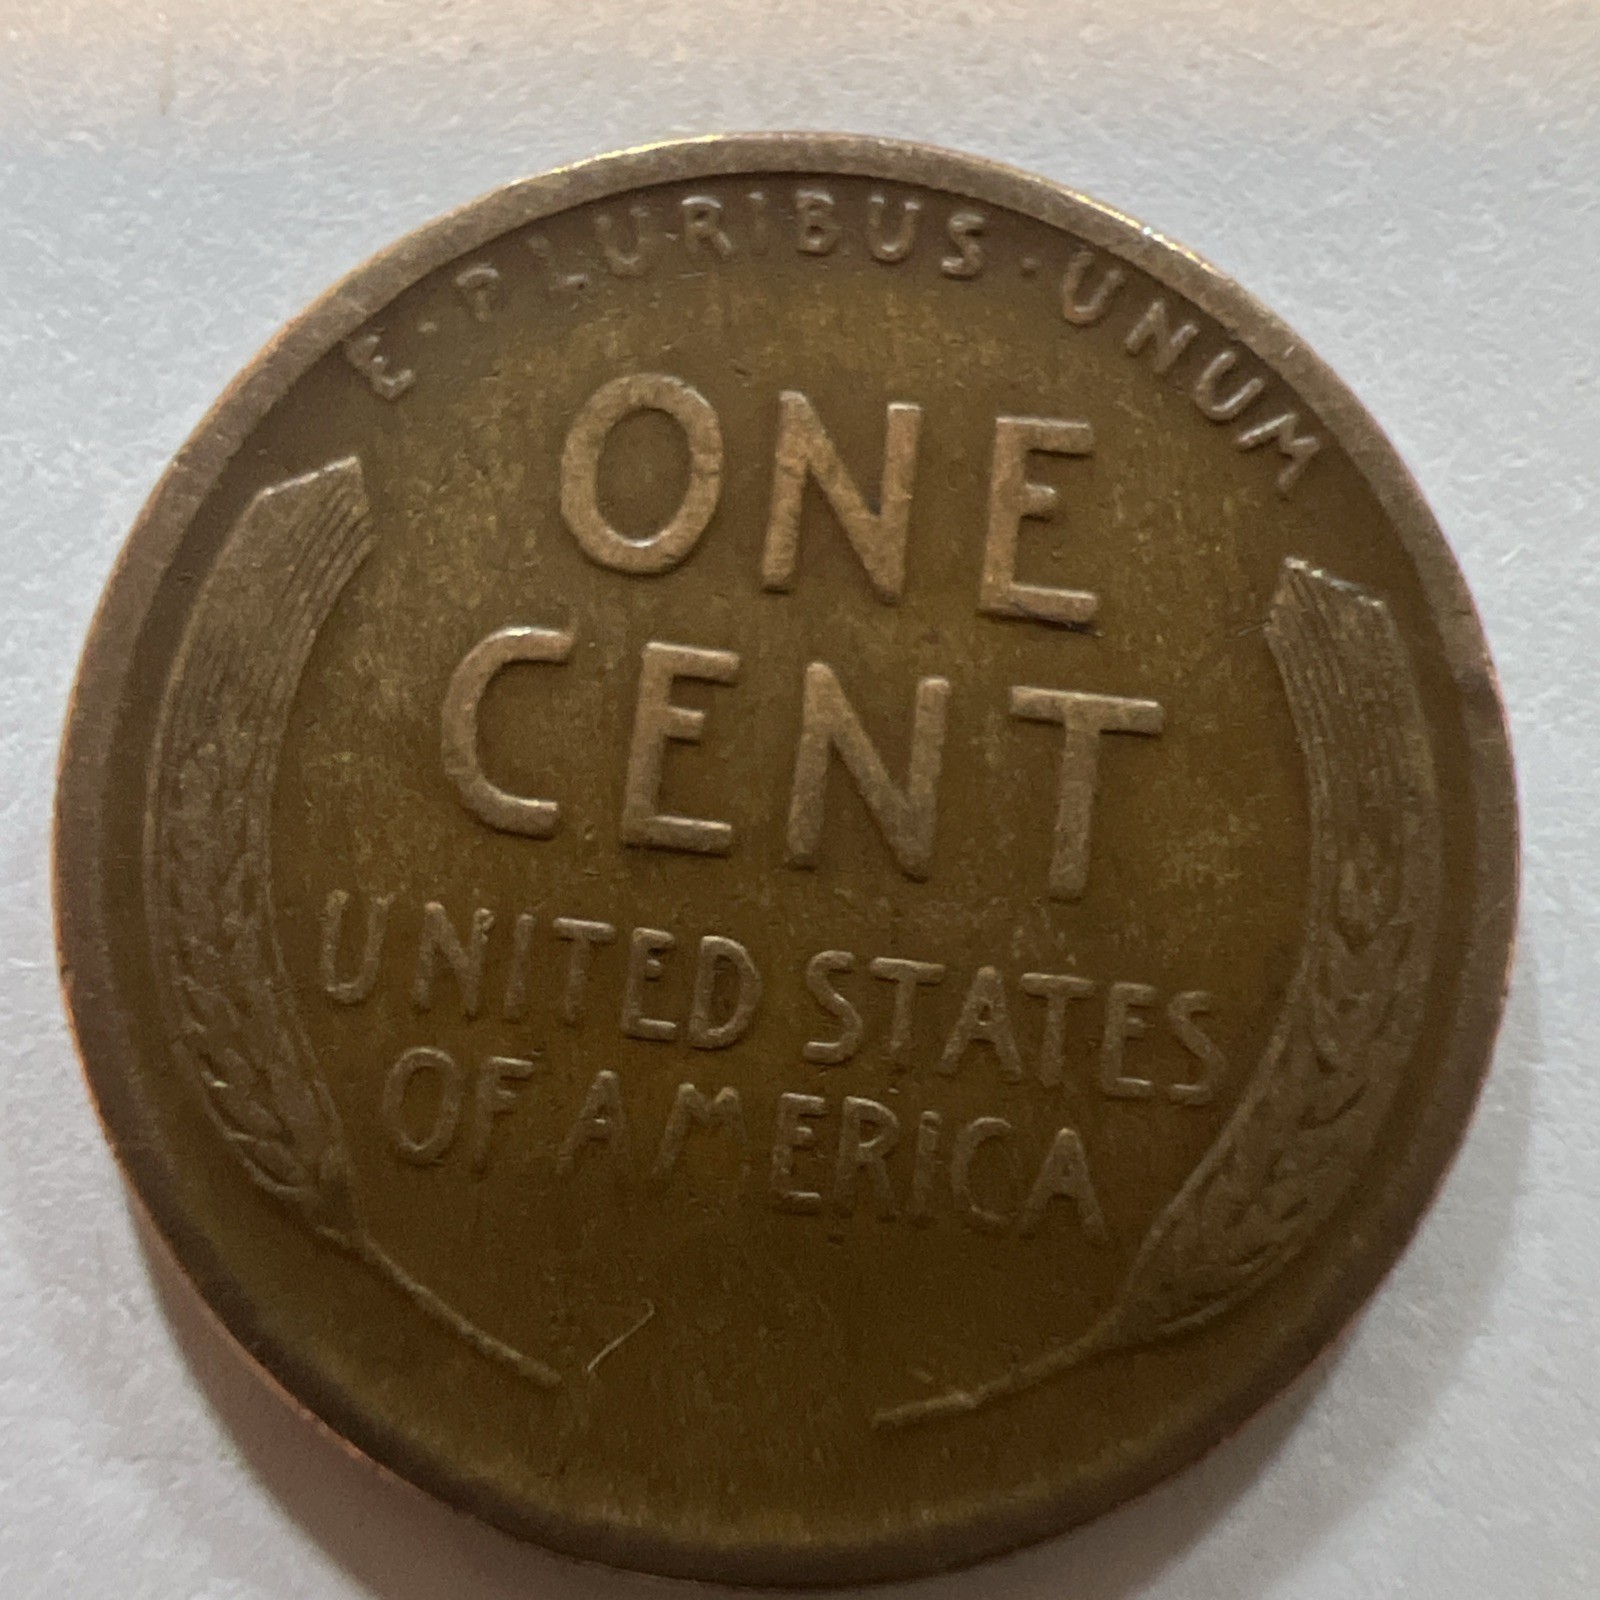 E·PLURIBUS·UNUM
ONE
CENT
UNITED STATES
OF AMERICA